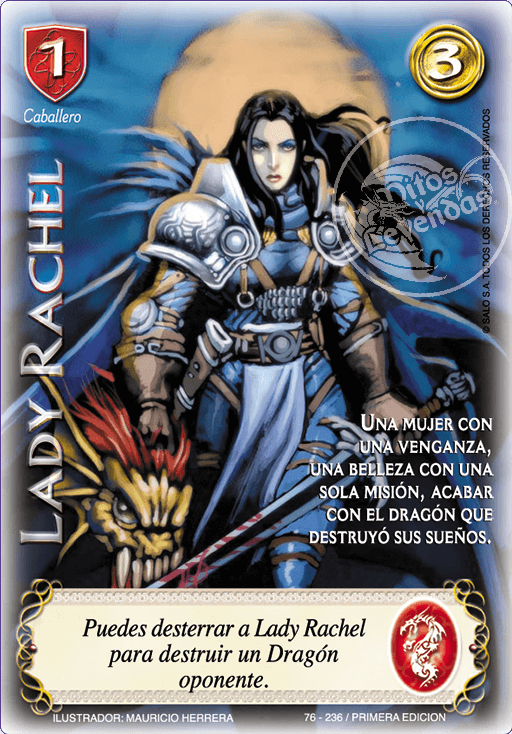 1
3
Caballero
LADY RACHEL
Mitos
y
Leyendas
© SALO S.A. TODOS LOS DERECHOS RESERVADOS
UNA MUJER CON
UNA VENGANZA,
UNA BELLEZA CON UNA
SOLA MISIÓN, ACABAR
CON EL DRAGÓN QUE
DESTRUYÓ SUS SUEÑOS.
Puedes desterrar a Lady Rachel
para destruir un Dragón
oponente.
ILUSTRADOR: MAURICIO HERRERA 76 - 236 / PRIMERA EDICION